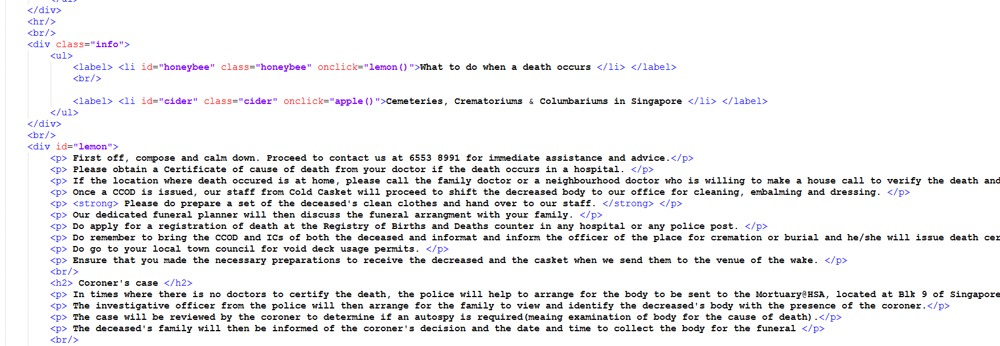 </ul>
</div>
<hr/>
<br/>
<div class="info">
<ul>
<label> <li id="honeybee" class="honeybee" onclick="lemon()">What to do when a death occurs </li> </label>
<br/>
<label> <li id="cider" class="cider" onclick="apple()">Cemeteries, Crematoriums & Columbariums in Singapore </li> </label>
</ul>
</div>
<br/>
<div id="lemon">
<p> First off, compose and calm down. Proceed to contact us at 6553 8991 for immediate assistance and advice.</p>
<p> Please obtain a Certificate of cause of death from your doctor if the death occurs in a hospital. </p>
<p> If the location where death occured is at home, please call the family doctor or a neighbourhood doctor who is willing to make a house call to verify the death and
<p> Once a CCOD is issued, our staff from Cold Casket will proceed to shift the decreased body to our office for cleaning, embalming and dressing. </p>
<p> <strong> Please do prepare a set of the deceased's clean clothes and hand over to our staff. </strong> </p>
<p> Our dedicated funeral planner will then discuss the funeral arrangment with your family. </p>
<p> Do apply for a registration of death at the Registry of Births and Deaths counter in any hospital or any police post. </p>
<p> Do remember to bring the CCOD and ICs of both the deceased and informat and inform the officer of the place for cremation or burial and he/she will issue death cer
<p> Do go to your local town council for void deck usage permits. </p>
<p> Ensure that you made the necessary preparations to receive the decreased and the casket when we send them to the venue of the wake. </p>
<br/>
<h2> Coroner's case </h2>
<p> In times where there is no doctors to certify the death, the police will help to arrange for the body to be sent to the Mortuary@HSA, located at Blk 9 of Singapore
<p> The investigative officer from the police will then arrange for the family to view and identify the decreased's body with the presence of the coroner.</p>
<p> The case will be reviewed by the coroner to determine if an autospy is required(meaing examination of body for the cause of death).</p>
<p> The deceased's family will then be informed of the coroner's decision and the date and time to collect the body for the funeral </p>
<br/>